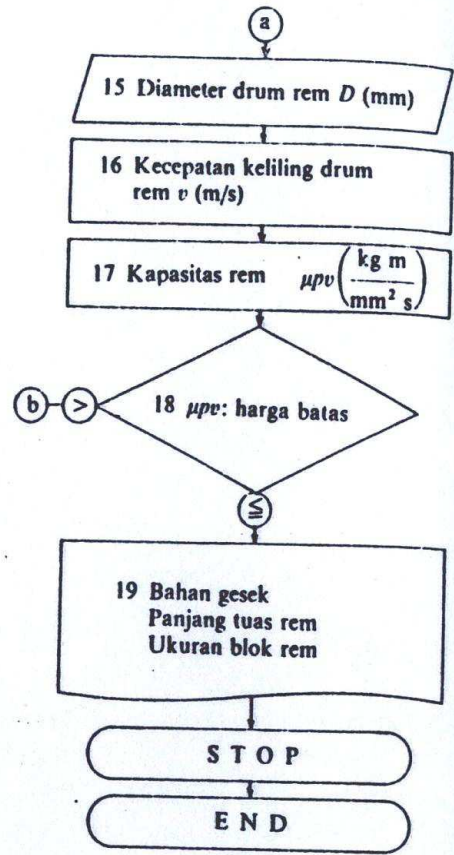 a
15 Diameter drum rem D (mm)
16 Kecepatan keliling drum
rem v (m/s)
17 Kapasitas rem μpv (kg m / mm² s)
b > 18 μpv: harga batas
≦
19 Bahan gesek
Panjang tuas rem
Ukuran blok rem
STOP
END